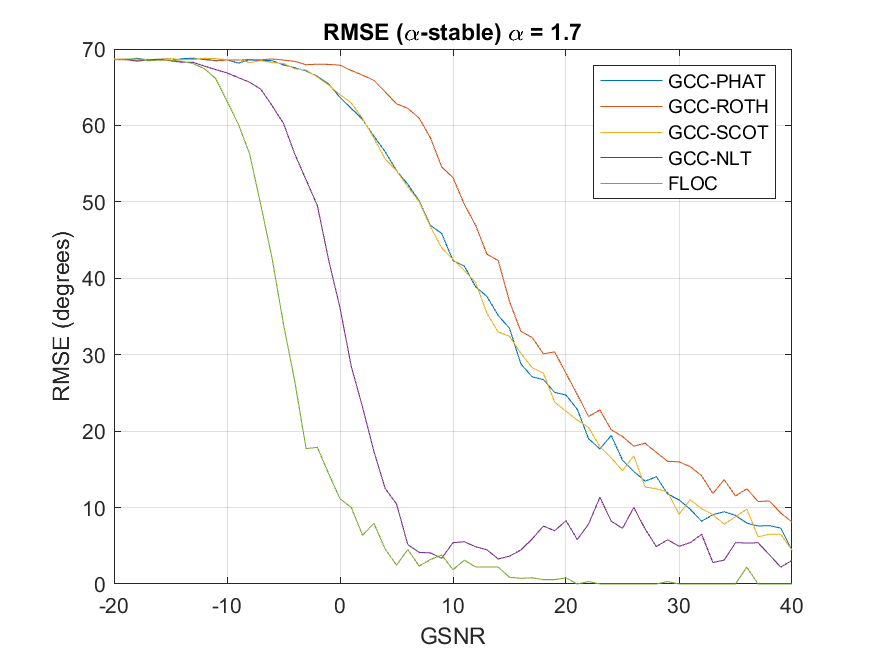 RMSE (α-stable) α = 1.7
70
60
50
40
30
20
10
0
RMSE (degrees)
-20
-10
0
10
20
30
40
GSNR
GCC-PHAT
GCC-ROTH
GCC-SCOT
GCC-NLT
FLOC